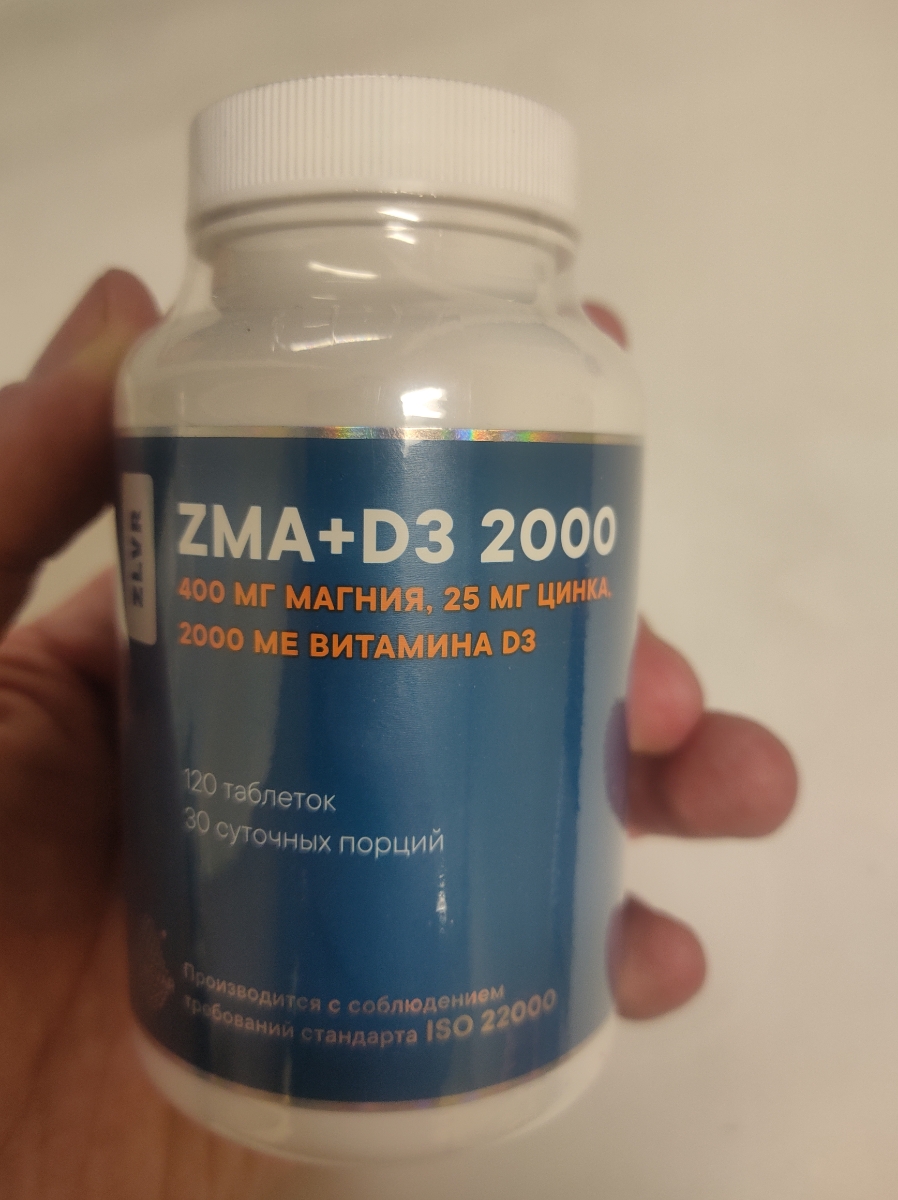 ZLVR
ZMA+D3 2000
400 МГ МАГНИЯ, 25 МГ ЦИНКА,
2000 МЕ ВИТАМИНА D3
120 таблеток
30 суточных порций
Производится с соблюдением
требований стандарта ISO 22000